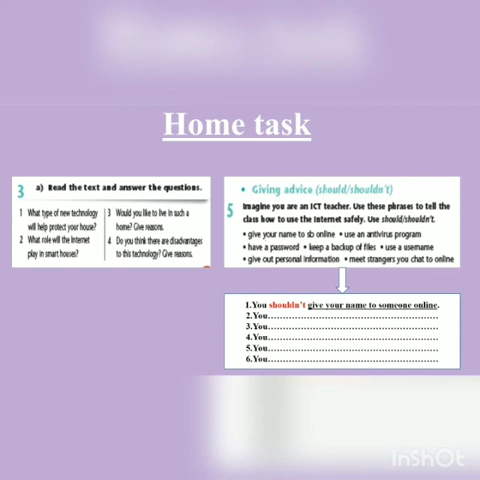 Home task
3 a) Read the text and answer the questions.
1 What type of new technology
will help protect your house?
2 What role will the Internet
play in smart houses?
3 Would you like to live in such a
home? Give reasons.
4 Do you think there are disadvantages
to this technology? Give reasons.
• Giving advice (should/shouldn't)
5 Imagine you are an ICT teacher. Use these phrases to tell the
class how to use the Internet safely. Use should/shouldn't.
• give your name to sb online • use an antivirus program
• have a password • keep a backup of files • use a username
• give out personal information • meet strangers you chat to online
1.You shouldn't give your name to someone online.
2.You.......................................................
3.You.......................................................
4.You.......................................................
5.You.......................................................
6.You.......................................................
InShOt